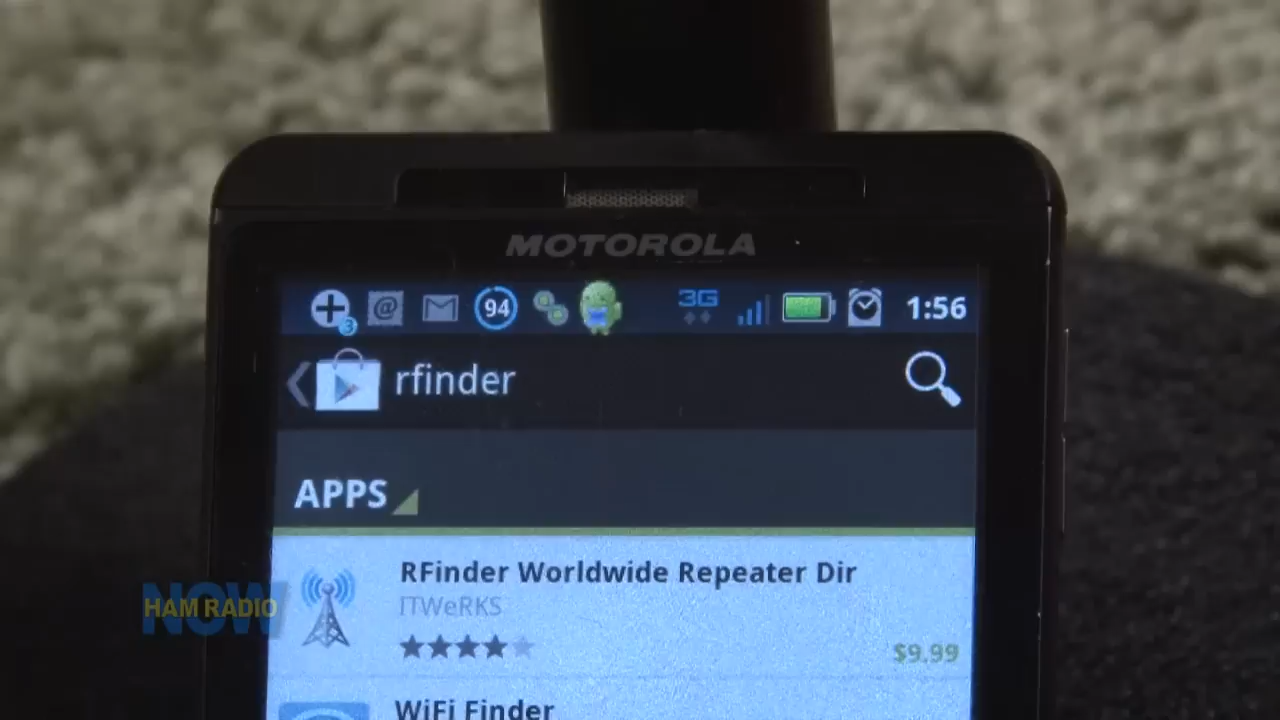 MOTOROLA
3 @ 94 3G 1:56
rfinder
APPS
RFinder Worldwide Repeater Dir
ITWeRKS
$9.99
WiFi Finder
NOW
HAM RADIO